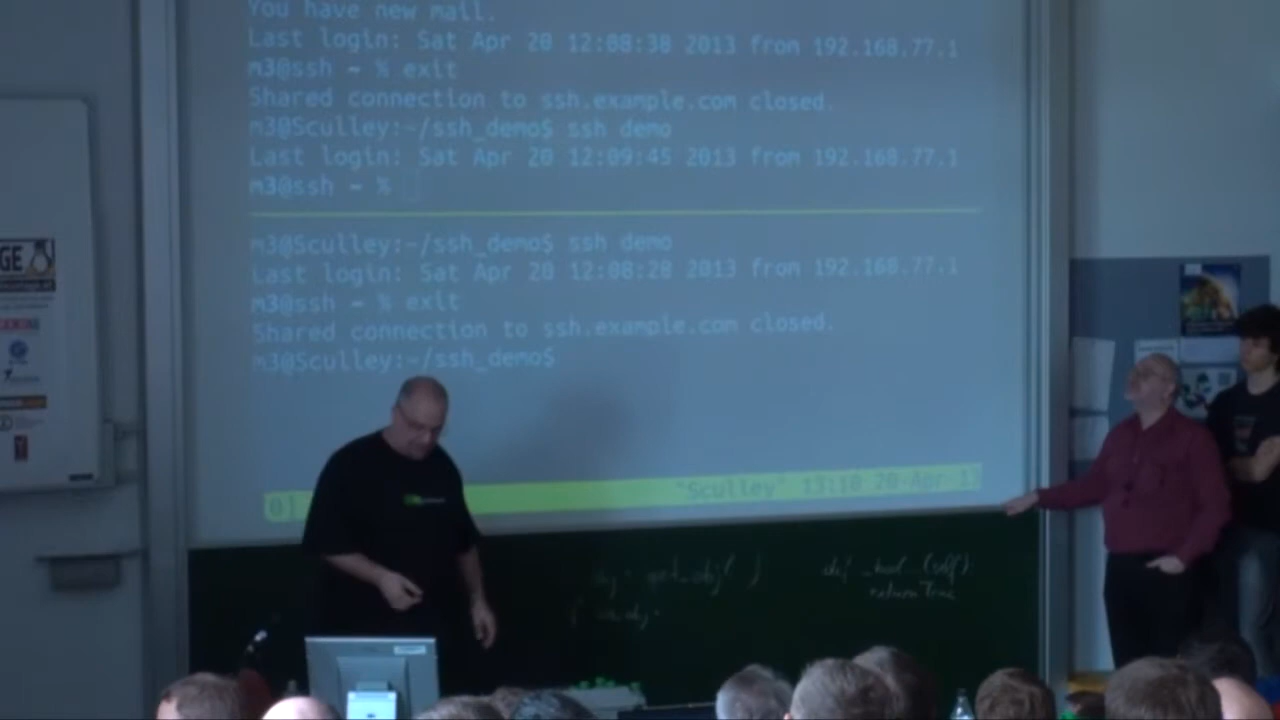 You have new mail.
Last login: Sat Apr 20 12:08:38 2013 from 192.168.77.1
m3@ssh ~ % exit
Shared connection to ssh.example.com closed.
m3@Sculley:~/ssh_demo$ ssh demo
Last login: Sat Apr 20 12:09:45 2013 from 192.168.77.1
m3@ssh ~ %
m3@Sculley:~/ssh_demo$ ssh demo
Last login: Sat Apr 20 12:08:28 2013 from 192.168.77.1
m3@ssh ~ % exit
Shared connection to ssh.example.com closed.
m3@Sculley:~/ssh_demo$
0] "Sculley" 13:10 20-Apr-1
return True
GE